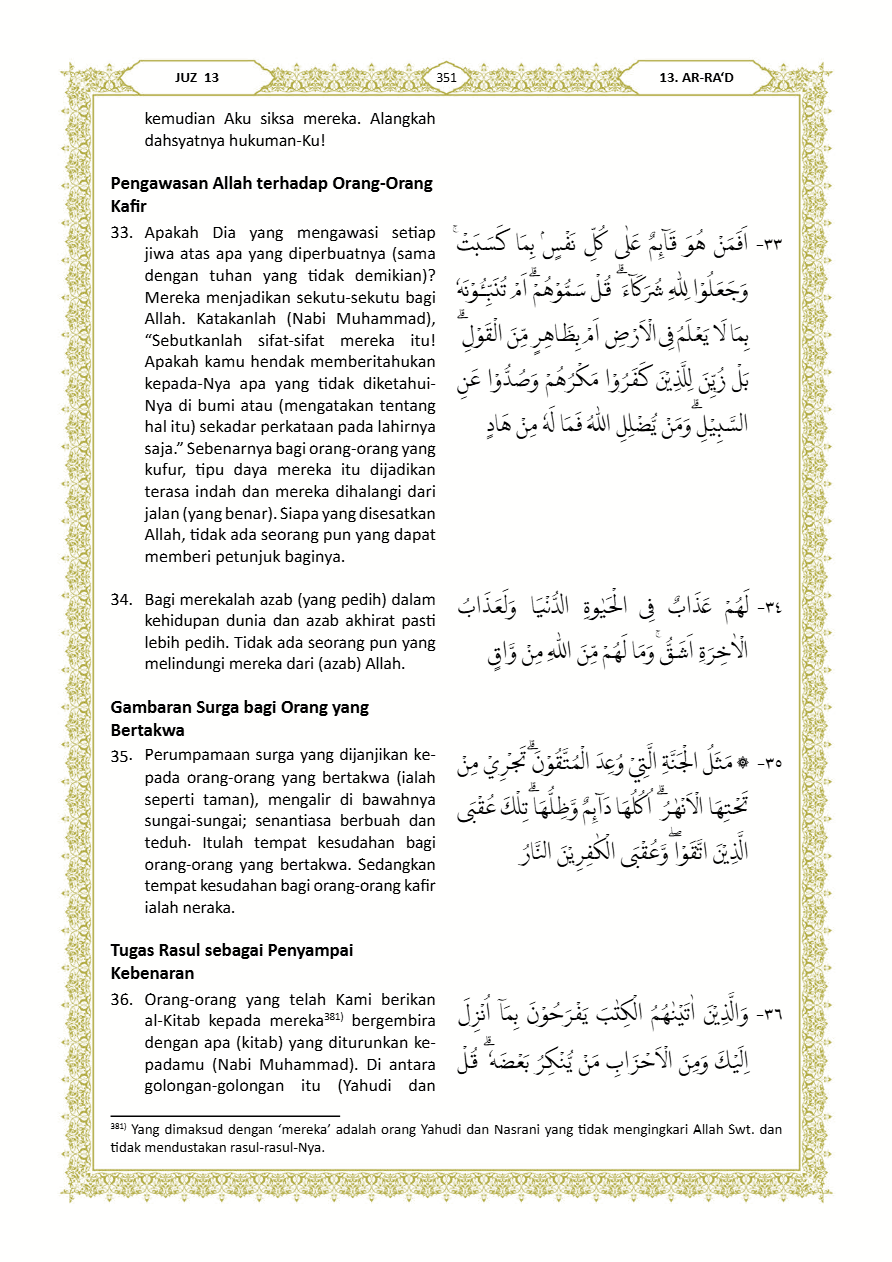 JUZ 13
351
13. AR-RA‘D
kemudian Aku siksa mereka. Alangkah
dahsyatnya hukuman-Ku!
Pengawasan Allah terhadap Orang-Orang
Kafir
33. Apakah Dia yang mengawasi setiap
jiwa atas apa yang diperbuatnya (sama
dengan tuhan yang tidak demikian)?
Mereka menjadikan sekutu-sekutu bagi
Allah. Katakanlah (Nabi Muhammad),
“Sebutkanlah sifat-sifat mereka itu!
Apakah kamu hendak memberitahukan
kepada-Nya apa yang tidak diketahui-
Nya di bumi atau (mengatakan tentang
hal itu) sekadar perkataan pada lahirnya
saja.” Sebenarnya bagi orang-orang yang
kufur, tipu daya mereka itu dijadikan
terasa indah dan mereka dihalangi dari
jalan (yang benar). Siapa yang disesatkan
Allah, tidak ada seorang pun yang dapat
memberi petunjuk baginya.
٣٣- اَفَمَنْ هُوَ قَاۤىِٕمٌ عَلٰى كُلِّ نَفْسٍۢ بِمَا كَسَبَتْۚ
وَجَعَلُوْا لِلّٰهِ شُرَكَاۤءَۗ قُلْ سَمُّوْهُمْۗ اَمْ تُنَبِّـُٔوْنَهٗ
بِمَا لَا يَعْلَمُ فِى الْاَرْضِ اَمْ بِظَاهِرٍ مِّنَ الْقَوْلِۗ
بَلْ زُيِّنَ لِلَّذِيْنَ كَفَرُوْا مَكْرُهُمْ وَصُدُّوْا عَنِ
السَّبِيْلِۗ وَمَنْ يُّضْلِلِ اللّٰهُ فَمَا لَهٗ مِنْ هَادٍ
34. Bagi merekalah azab (yang pedih) dalam
kehidupan dunia dan azab akhirat pasti
lebih pedih. Tidak ada seorang pun yang
melindungi mereka dari (azab) Allah.
٣٤- لَهُمْ عَذَابٌ فِى الْحَيٰوةِ الدُّنْيَا وَلَعَذَابُ
الْاٰخِرَةِ اَشَقُّۚ وَمَا لَهُمْ مِّنَ اللّٰهِ مِنْ وَّاقٍ
Gambaran Surga bagi Orang yang
Bertakwa
35. Perumpamaan surga yang dijanjikan ke-
pada orang-orang yang bertakwa (ialah
seperti taman), mengalir di bawahnya
sungai-sungai; senantiasa berbuah dan
teduh. Itulah tempat kesudahan bagi
orang-orang yang bertakwa. Sedangkan
tempat kesudahan bagi orang-orang kafir
ialah neraka.
٣٥- ۞ مَثَلُ الْجَنَّةِ الَّتِيْ وُعِدَ الْمُتَّقُوْنَۗ تَجْرِيْ مِنْ
تَحْتِهَا الْاَنْهٰرُۗ اُكُلُهَا دَاۤىِٕمٌ وَّظِلُّهَاۗ تِلْكَ عُقْبَى
الَّذِيْنَ اتَّقَوْاۖ وَّعُقْبَى الْكٰفِرِيْنَ النَّارُ
Tugas Rasul sebagai Penyampai
Kebenaran
36. Orang-orang yang telah Kami berikan
al-Kitab kepada mereka381) bergembira
dengan apa (kitab) yang diturunkan ke-
padamu (Nabi Muhammad). Di antara
golongan-golongan itu (Yahudi dan
٣٦- وَالَّذِيْنَ اٰتَيْنٰهُمُ الْكِتٰبَ يَفْرَحُوْنَ بِمَآ اُنْزِلَ
اِلَيْكَ وَمِنَ الْاَحْزَابِ مَنْ يُّنْكِرُ بَعْضَهٗۗ قُلْ
381) Yang dimaksud dengan ‘mereka’ adalah orang Yahudi dan Nasrani yang tidak mengingkari Allah Swt. dan
tidak mendustakan rasul-rasul-Nya.